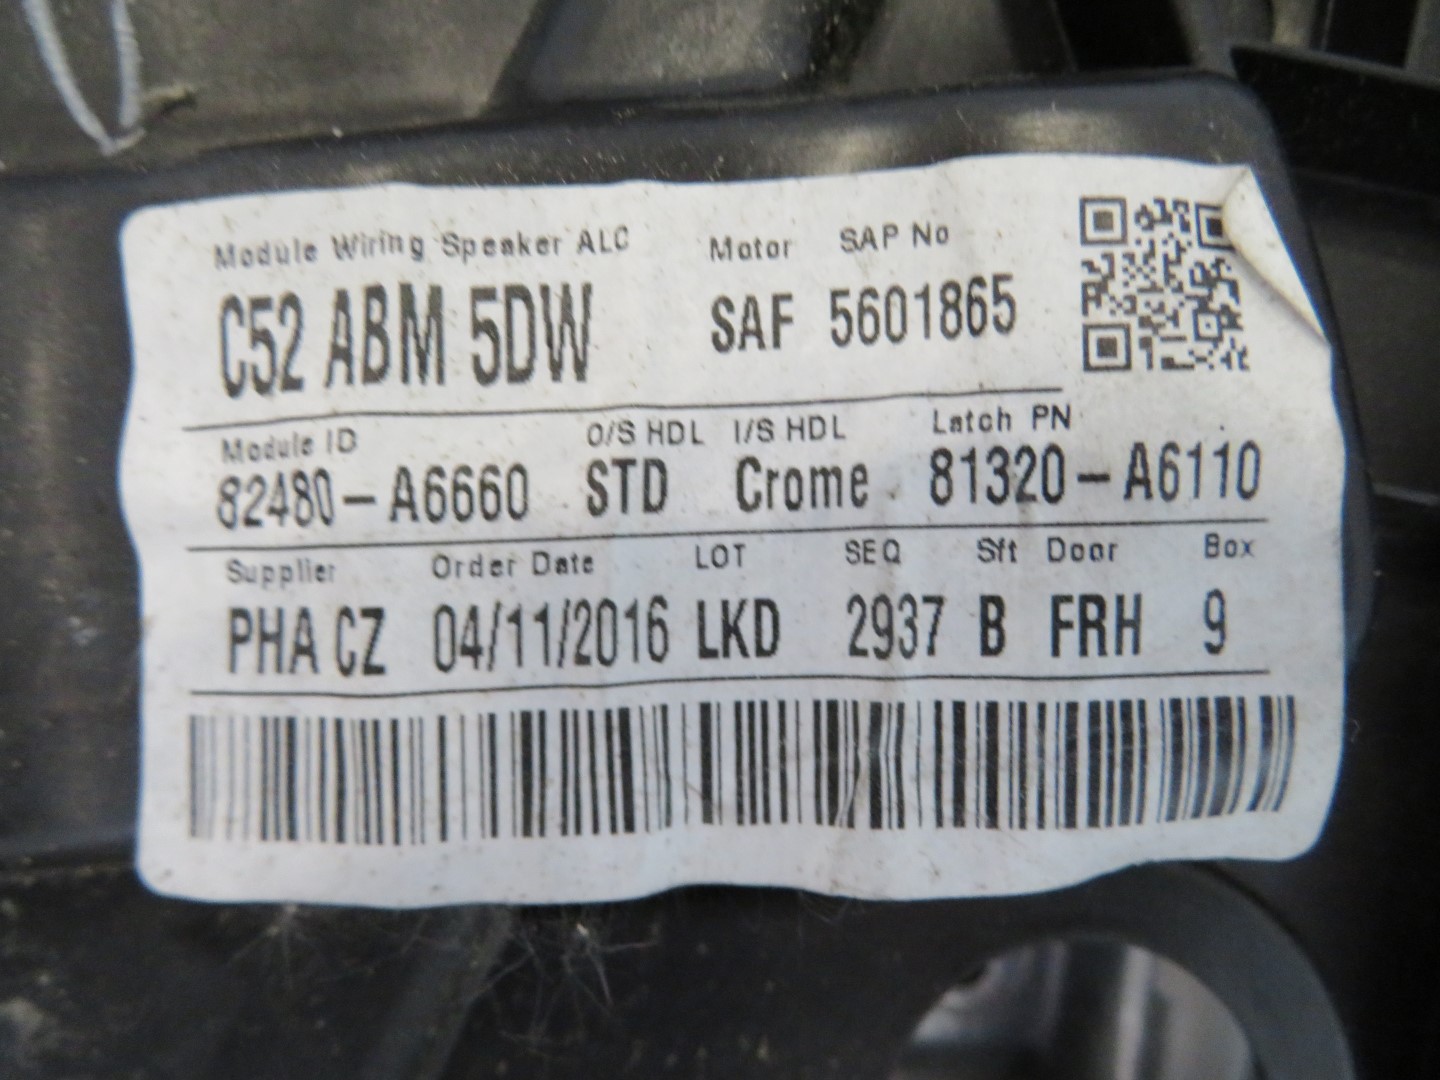 Module Wiring Speaker ALC Motor SAP No
C52 ABM 5DW SAF 5601865
Module ID O/S HDL I/S HDL Latch PN
82480-A6660 STD Crome 81320-A6110
Supplier Order Date LOT SEQ Sft Door Box
PHA CZ 04/11/2016 LKD 2937 B FRH 9